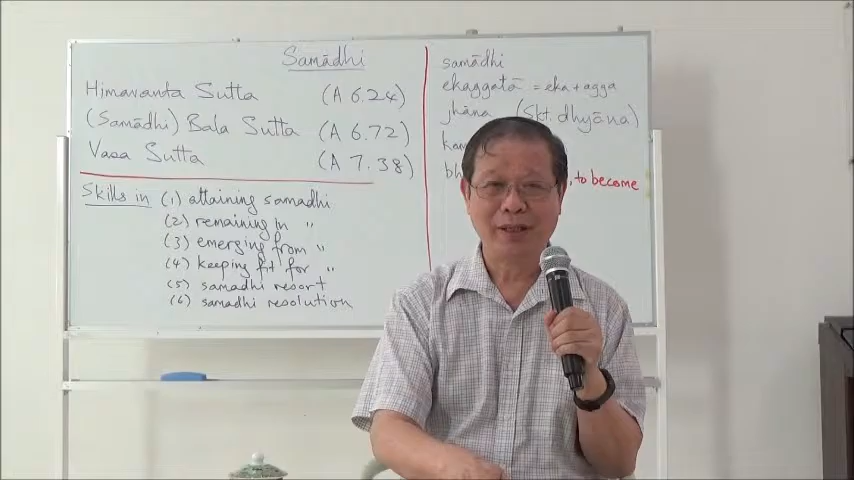 Samādhi
Himavanta Sutta (A 6.24)
(Samādhi) Bala Sutta (A 6.72)
Vasa Sutta (A 7.38)
Skills in (1) attaining samadhi
(2) remaining in "
(3) emerging from "
(4) keeping fit for "
(5) samadhi resort
(6) samadhi resolution
samādhi
ekaggatā = eka + agga
jhāna (Skt. dhyāna)
to become